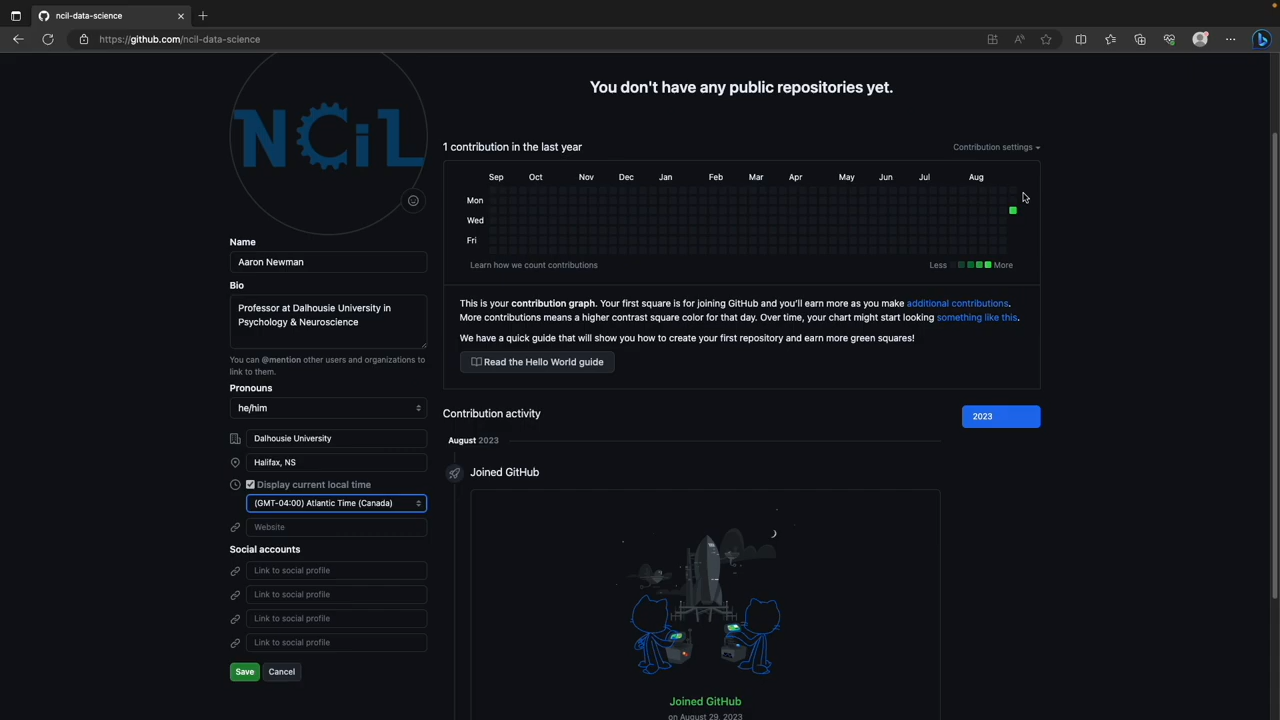 ncil-data-science
https://github.com/ncil-data-science
NCIL
Name
Aaron Newman
Bio
Professor at Dalhousie University in
Psychology & Neuroscience
You can @mention other users and organizations to
link to them.
Pronouns
he/him
Dalhousie University
Halifax, NS
Display current local time
(GMT-04:00) Atlantic Time (Canada)
Website
Social accounts
Link to social profile
Link to social profile
Link to social profile
Link to social profile
Save Cancel
You don't have any public repositories yet.
1 contribution in the last year
Contribution settings
Sep Oct Nov Dec Jan Feb Mar Apr May Jun Jul Aug
Mon
Wed
Fri
Learn how we count contributions
Less More
This is your contribution graph. Your first square is for joining GitHub and you'll earn more as you make additional contributions.
More contributions means a higher contrast square color for that day. Over time, your chart might start looking something like this.
We have a quick guide that will show you how to create your first repository and earn more green squares!
Read the Hello World guide
Contribution activity
2023
August 2023
Joined GitHub
Joined GitHub
on August 29, 2023